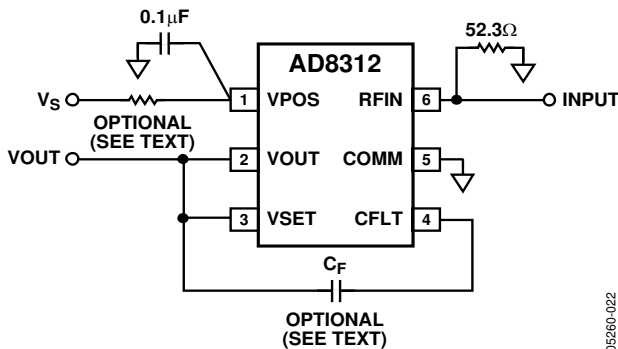 0.1μF
52.3Ω
AD8312
VS
1 VPOS RFIN 6
INPUT
OPTIONAL
(SEE TEXT)
VOUT
2 VOUT COMM 5
3 VSET CFLT 4
CF
OPTIONAL
(SEE TEXT)
05260-022